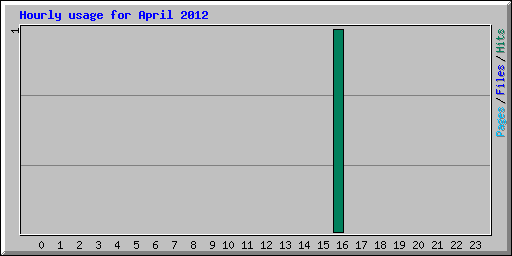 Hourly usage for April 2012
1
Pages/Files/Hits
0 1 2 3 4 5 6 7 8 9 10 11 12 13 14 15 16 17 18 19 20 21 22 23